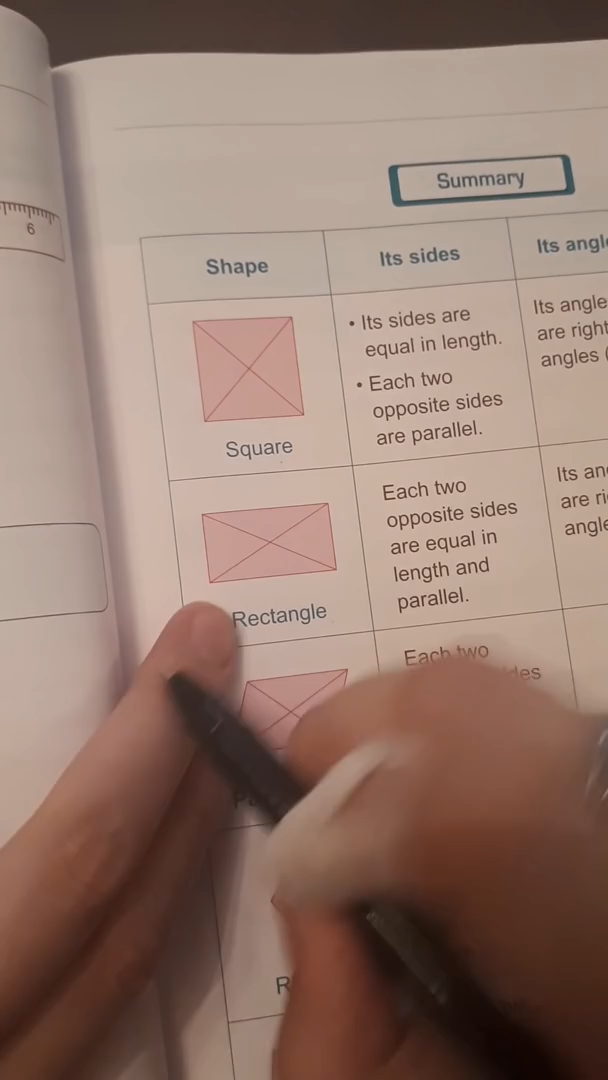 6
Summary
Shape
Its sides
Its angle
• Its sides are
equal in length.
• Each two
opposite sides
are parallel.
Its angle
are right
angles (
Square
Each two
opposite sides
are equal in
length and
parallel.
Its an
are ri
angle
Rectangle
Each two
des
R